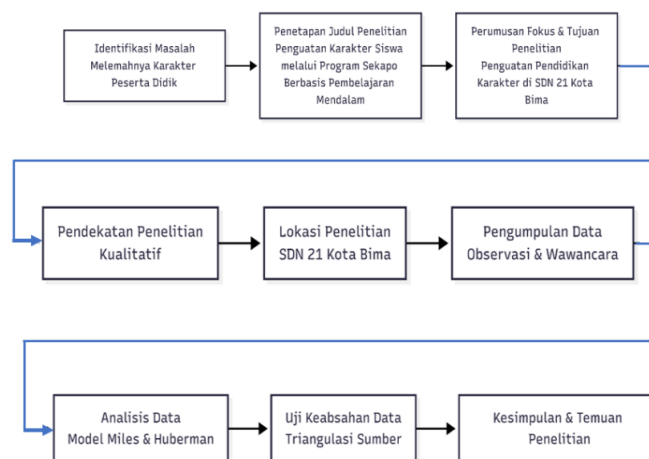 Identifikasi Masalah
Melemahnya Karakter
Peserta Didik
Penetapan Judul Penelitian
Penguatan Karakter Siswa
melalui Program Sekapo
Berbasis Pembelajaran
Mendalam
Perumusan Fokus & Tujuan
Penelitian
Penguatan Pendidikan
Karakter di SDN 21 Kota
Bima
Pendekatan Penelitian
Kualitatif
Lokasi Penelitian
SDN 21 Kota Bima
Pengumpulan Data
Observasi & Wawancara
Analisis Data
Model Miles & Huberman
Uji Keabsahan Data
Triangulasi Sumber
Kesimpulan & Temuan
Penelitian